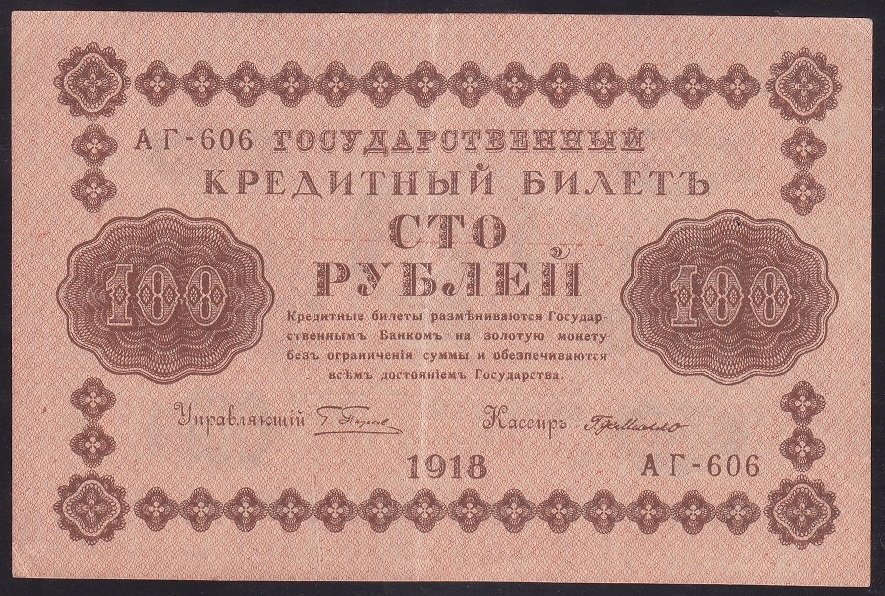 АГ-606 ГОСУДАРСТВЕННЫЙ
КРЕДИТНЫЙ БИЛЕТЪ
СТО
РУБЛЕЙ
100
100
Кредитные билеты размѣниваются Государ-
ственнымъ Банкомъ на золотую монету
безъ ограниченія суммы и обезпечиваются
всѣмъ достояніемъ Государства.
Управляющій
Кассиръ
1918
АГ-606